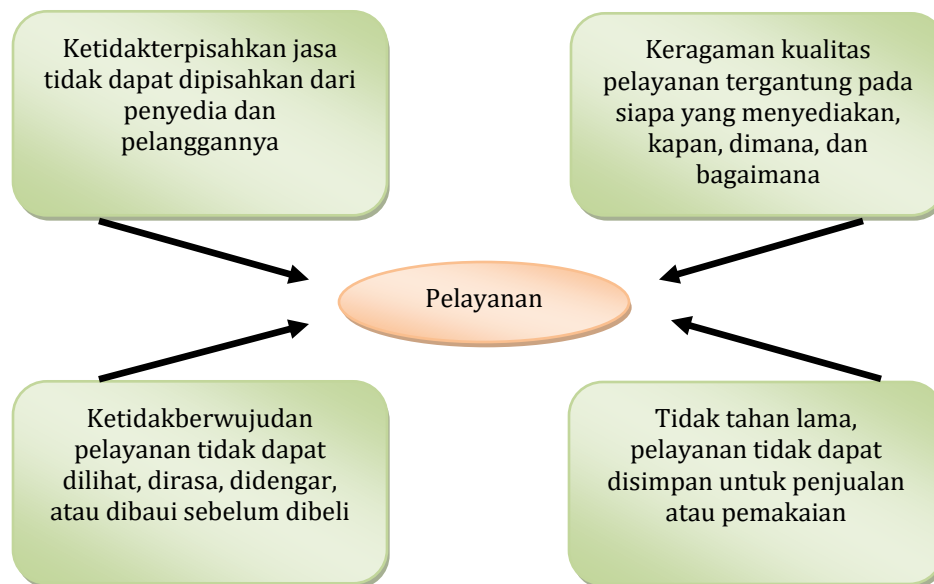 Ketidakterpisahkan jasa
tidak dapat dipisahkan dari
penyedia dan
pelanggannya
Keragaman kualitas
pelayanan tergantung pada
siapa yang menyediakan,
kapan, dimana, dan
bagaimana
Pelayanan
Ketidakberwujudan
pelayanan tidak dapat
dilihat, dirasa, didengar,
atau dibaui sebelum dibeli
Tidak tahan lama,
pelayanan tidak dapat
disimpan untuk penjualan
atau pemakaian